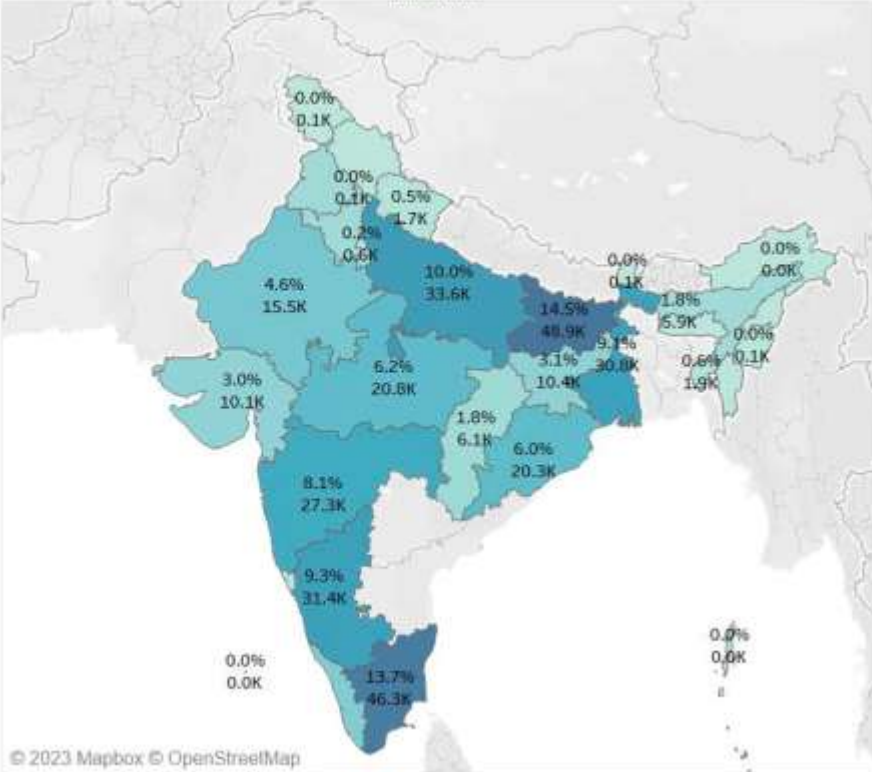 0.0%
0.1K
0.0%
0.1K
0.5%
1.7K
0.2%
0.6K
4.6%
15.5K
10.0%
33.6K
0.0%
0.1K
0.0%
0.0K
14.5%
48.9K
1.8%
5.9K
9.1%
30.8K
0.0%
0.1K
3.0%
10.1K
6.2%
20.8K
3.1%
10.4K
0.6%
1.9K
1.8%
6.1K
6.0%
20.3K
8.1%
27.3K
9.3%
31.4K
0.0%
0.0K
0.0%
0.0K
13.7%
46.3K
© 2023 Mapbox © OpenStreetMap